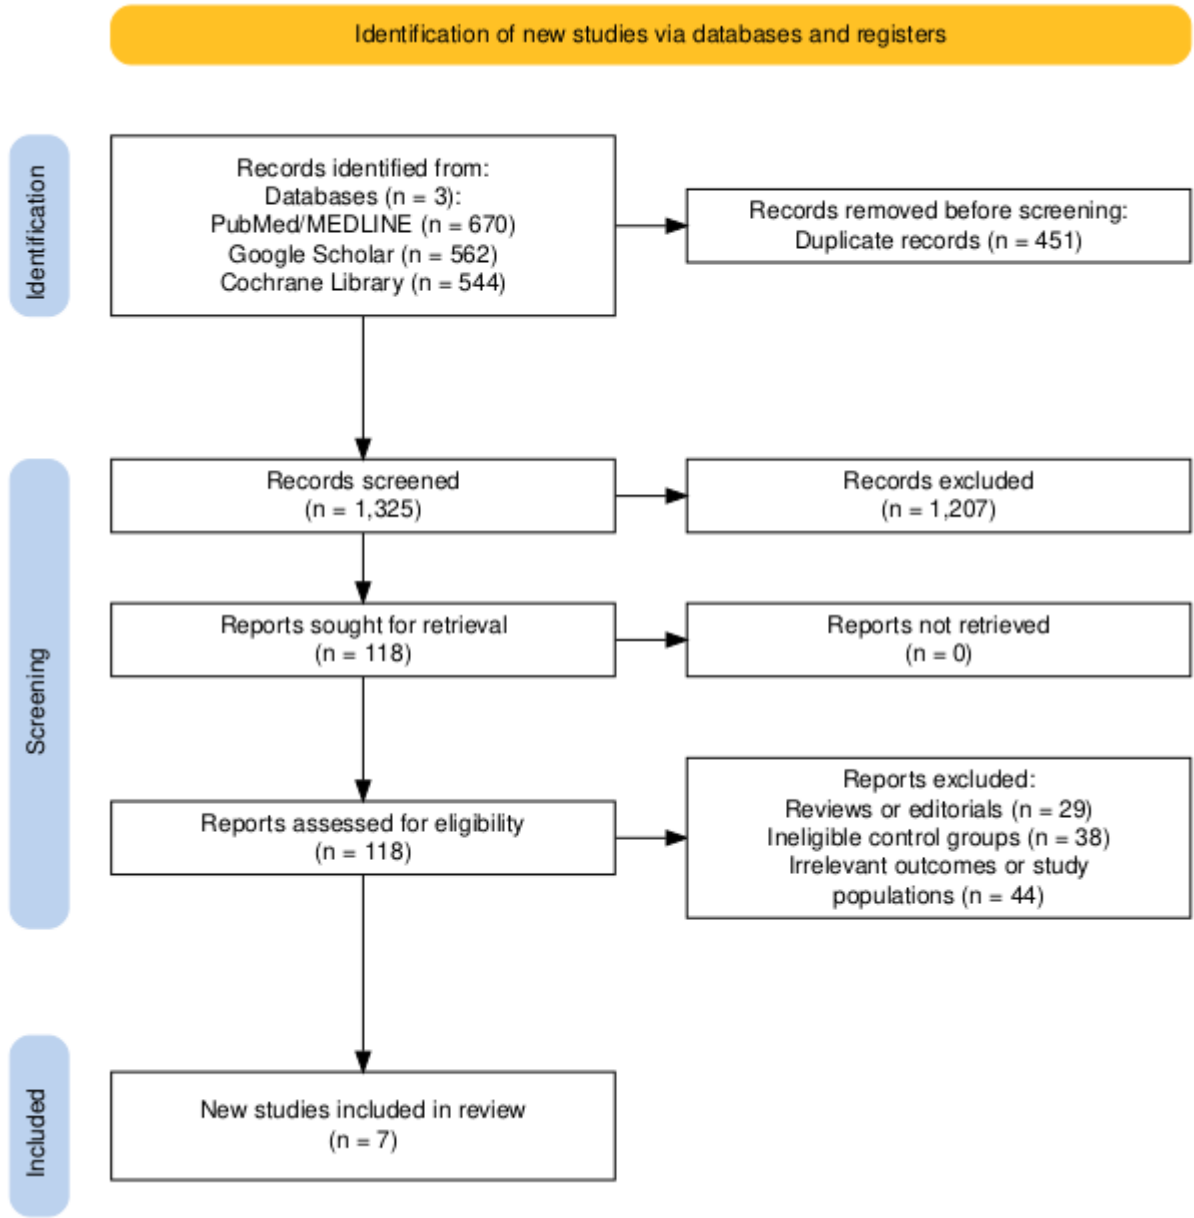 Identification of new studies via databases and registers
Identification
Records identified from:
Databases (n = 3):
PubMed/MEDLINE (n = 670)
Google Scholar (n = 562)
Cochrane Library (n = 544)
Records removed before screening:
Duplicate records (n = 451)
Screening
Records screened
(n = 1,325)
Records excluded
(n = 1,207)
Reports sought for retrieval
(n = 118)
Reports not retrieved
(n = 0)
Reports assessed for eligibility
(n = 118)
Reports excluded:
Reviews or editorials (n = 29)
Ineligible control groups (n = 38)
Irrelevant outcomes or study
populations (n = 44)
Included
New studies included in review
(n = 7)